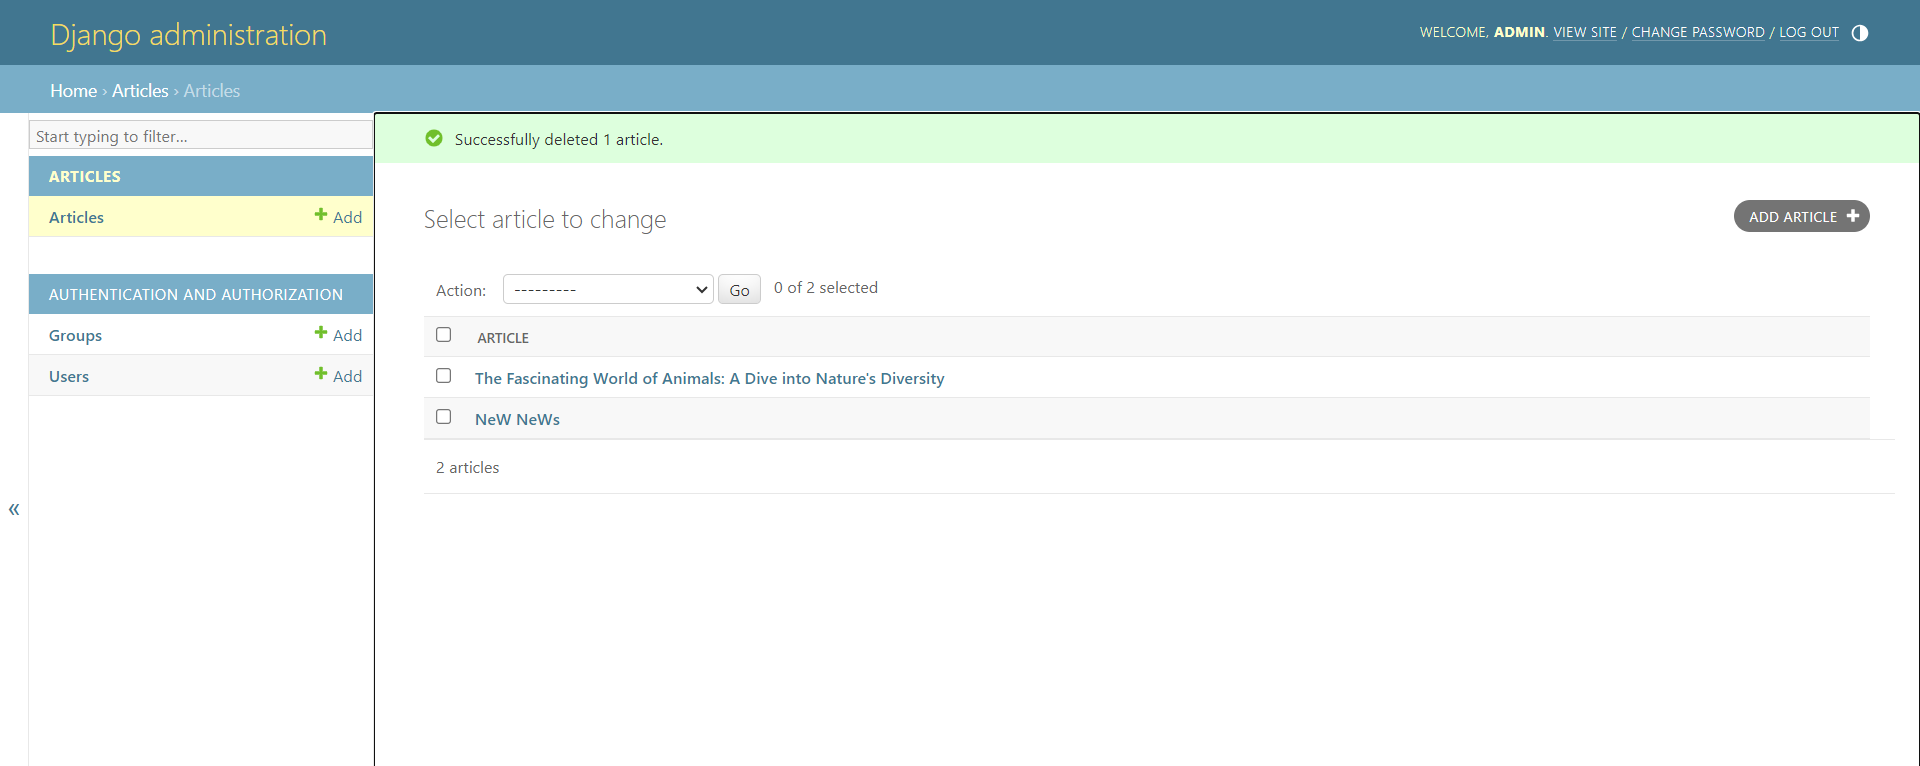 Django administration
WELCOME, ADMIN. VIEW SITE / CHANGE PASSWORD / LOG OUT
Home › Articles › Articles
Start typing to filter...
ARTICLES
Articles + Add
AUTHENTICATION AND AUTHORIZATION
Groups + Add
Users + Add
«
Successfully deleted 1 article.
Select article to change
ADD ARTICLE +
Action: --------- Go 0 of 2 selected
ARTICLE
The Fascinating World of Animals: A Dive into Nature's Diversity
NeW NeWs
2 articles